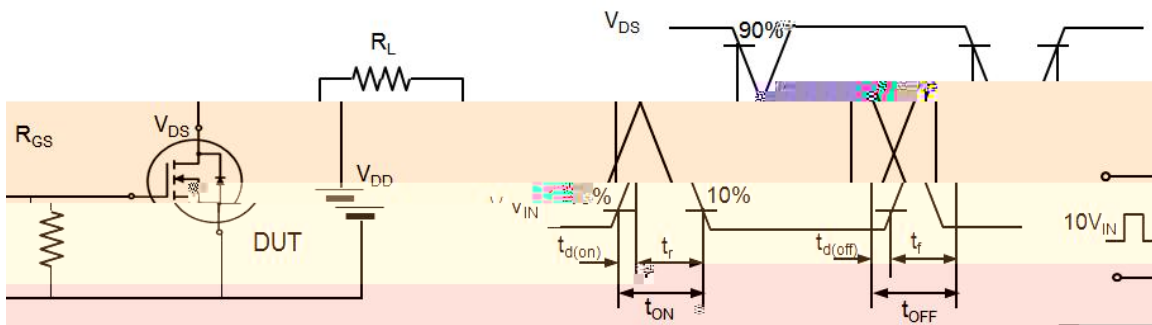 V_DS
90%
R_L
R_GS
V_DS
V_DD
V_IN
10%
DUT
10V_IN
t_d(on)
t_r
t_d(off)
t_f
t_ON
t_OFF